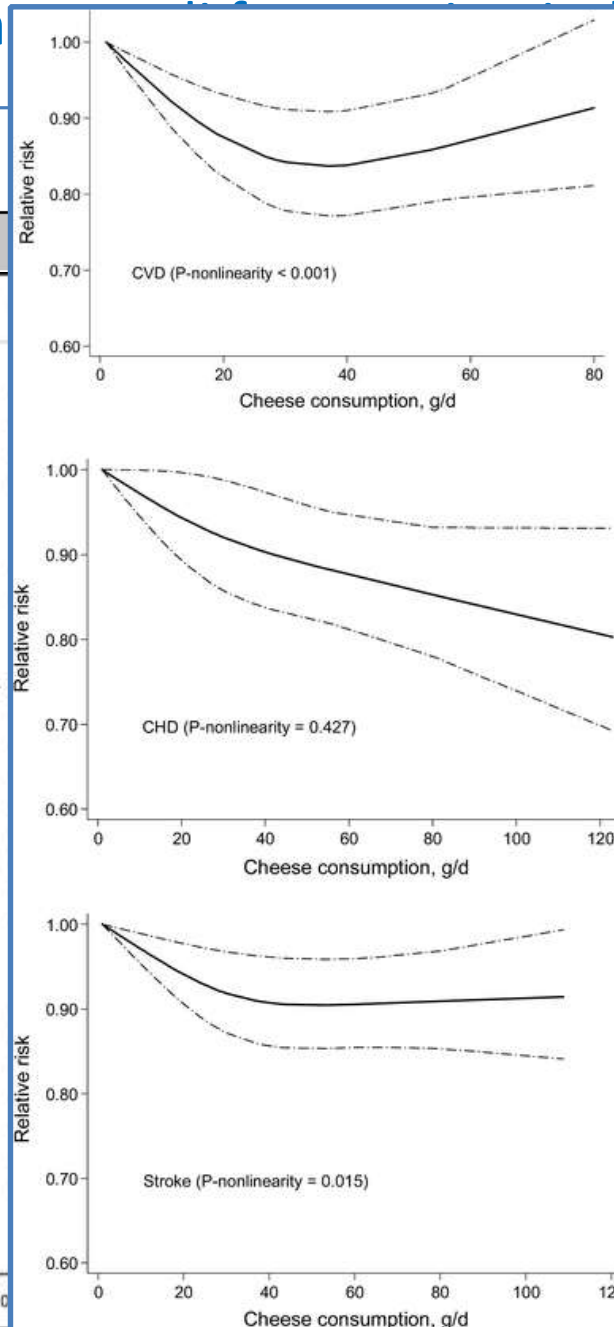 1.00
0.90
0.80
0.70
0.60
Relative risk
CVD (P-nonlinearity < 0.001)
0 20 40 60 80
Cheese consumption, g/d
1.00
0.90
0.80
0.70
0.60
Relative risk
CHD (P-nonlinearity = 0.427)
0 20 40 60 80 100 120
Cheese consumption, g/d
1.00
0.90
0.80
0.70
0.60
Relative risk
Stroke (P-nonlinearity = 0.015)
0 20 40 60 80 100
Cheese consumption, g/d